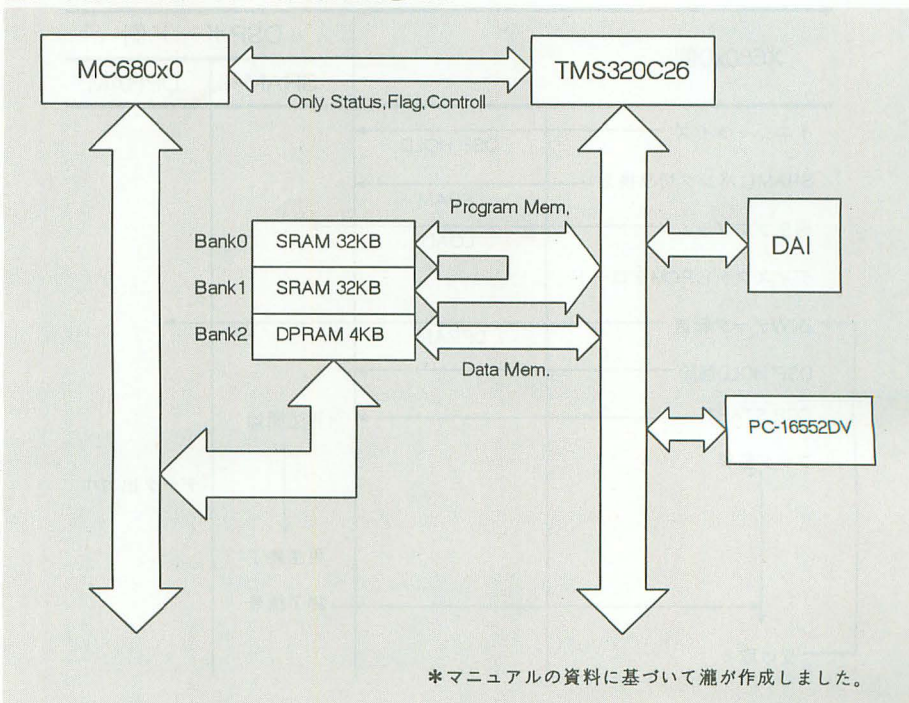 MC680x0
TMS320C26
Only Status,Flag,Controll
Program Mem,
Bank0
SRAM 32KB
Bank1
SRAM 32KB
Bank2
DPRAM 4KB
Data Mem.
DAI
PC-16552DV
*マニュアルの資料に基づいて瀧が作成しました。